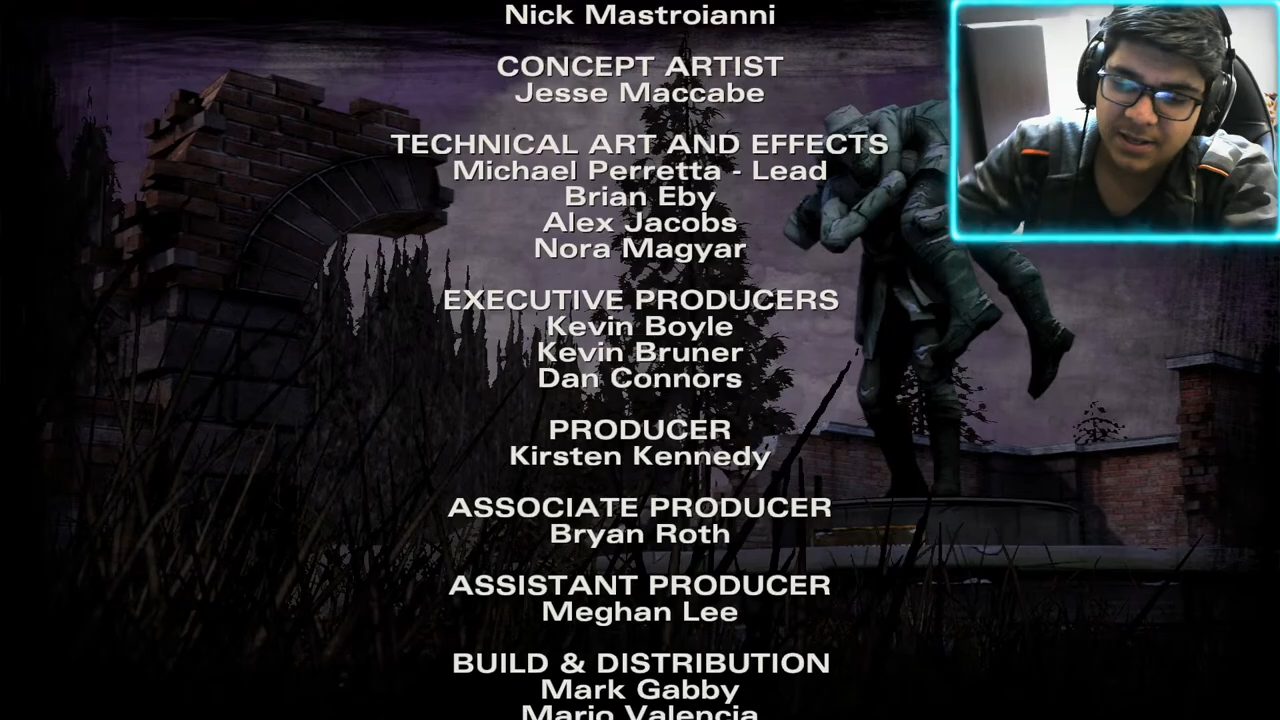 Nick Mastroianni
CONCEPT ARTIST
Jesse Maccabe
TECHNICAL ART AND EFFECTS
Michael Perretta - Lead
Brian Eby
Alex Jacobs
Nora Magyar
EXECUTIVE PRODUCERS
Kevin Boyle
Kevin Bruner
Dan Connors
PRODUCER
Kirsten Kennedy
ASSOCIATE PRODUCER
Bryan Roth
ASSISTANT PRODUCER
Meghan Lee
BUILD & DISTRIBUTION
Mark Gabby
Mario Valencia